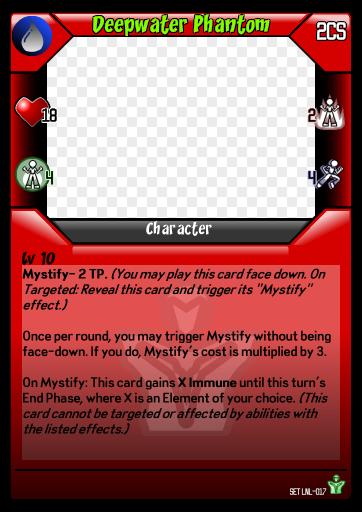 Deepwater Phantom
2CS
18
2
4
4
Character
Lv 10
Mystify- 2 TP. (You may play this card face down. On
Targeted: Reveal this card and trigger its "Mystify"
effect.)
Once per round, you may trigger Mystify without being
face-down. If you do, Mystify's cost is multiplied by 3.
On Mystify: This card gains X Immune until this turn's
End Phase, where X is an Element of your choice. (This
card cannot be targeted or affected by abilities with
the listed effects.)
SET LNL-017